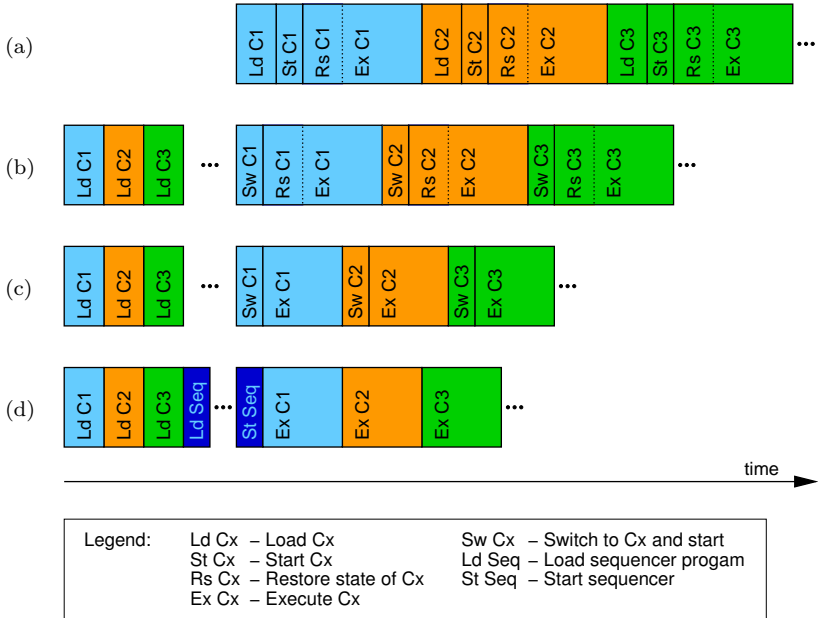 (a) Ld C1 St C1 Rs C1 Ex C1 Ld C2 St C2 Rs C2 Ex C2 Ld C3 St C3 Rs C3 Ex C3 ...
(b) Ld C1 Ld C2 Ld C3 ... Sw C1 Rs C1 Ex C1 Sw C2 Rs C2 Ex C2 Sw C3 Rs C3 Ex C3 ...
(c) Ld C1 Ld C2 Ld C3 ... Sw C1 Ex C1 Sw C2 Ex C2 Sw C3 Ex C3 ...
(d) Ld C1 Ld C2 Ld C3 Ld Seq ... St Seq Ex C1 Ex C2 Ex C3 ...
time
Legend: Ld Cx – Load Cx Sw Cx – Switch to Cx and start
St Cx – Start Cx Ld Seq – Load sequencer progam
Rs Cx – Restore state of Cx St Seq – Start sequencer
Ex Cx – Execute Cx